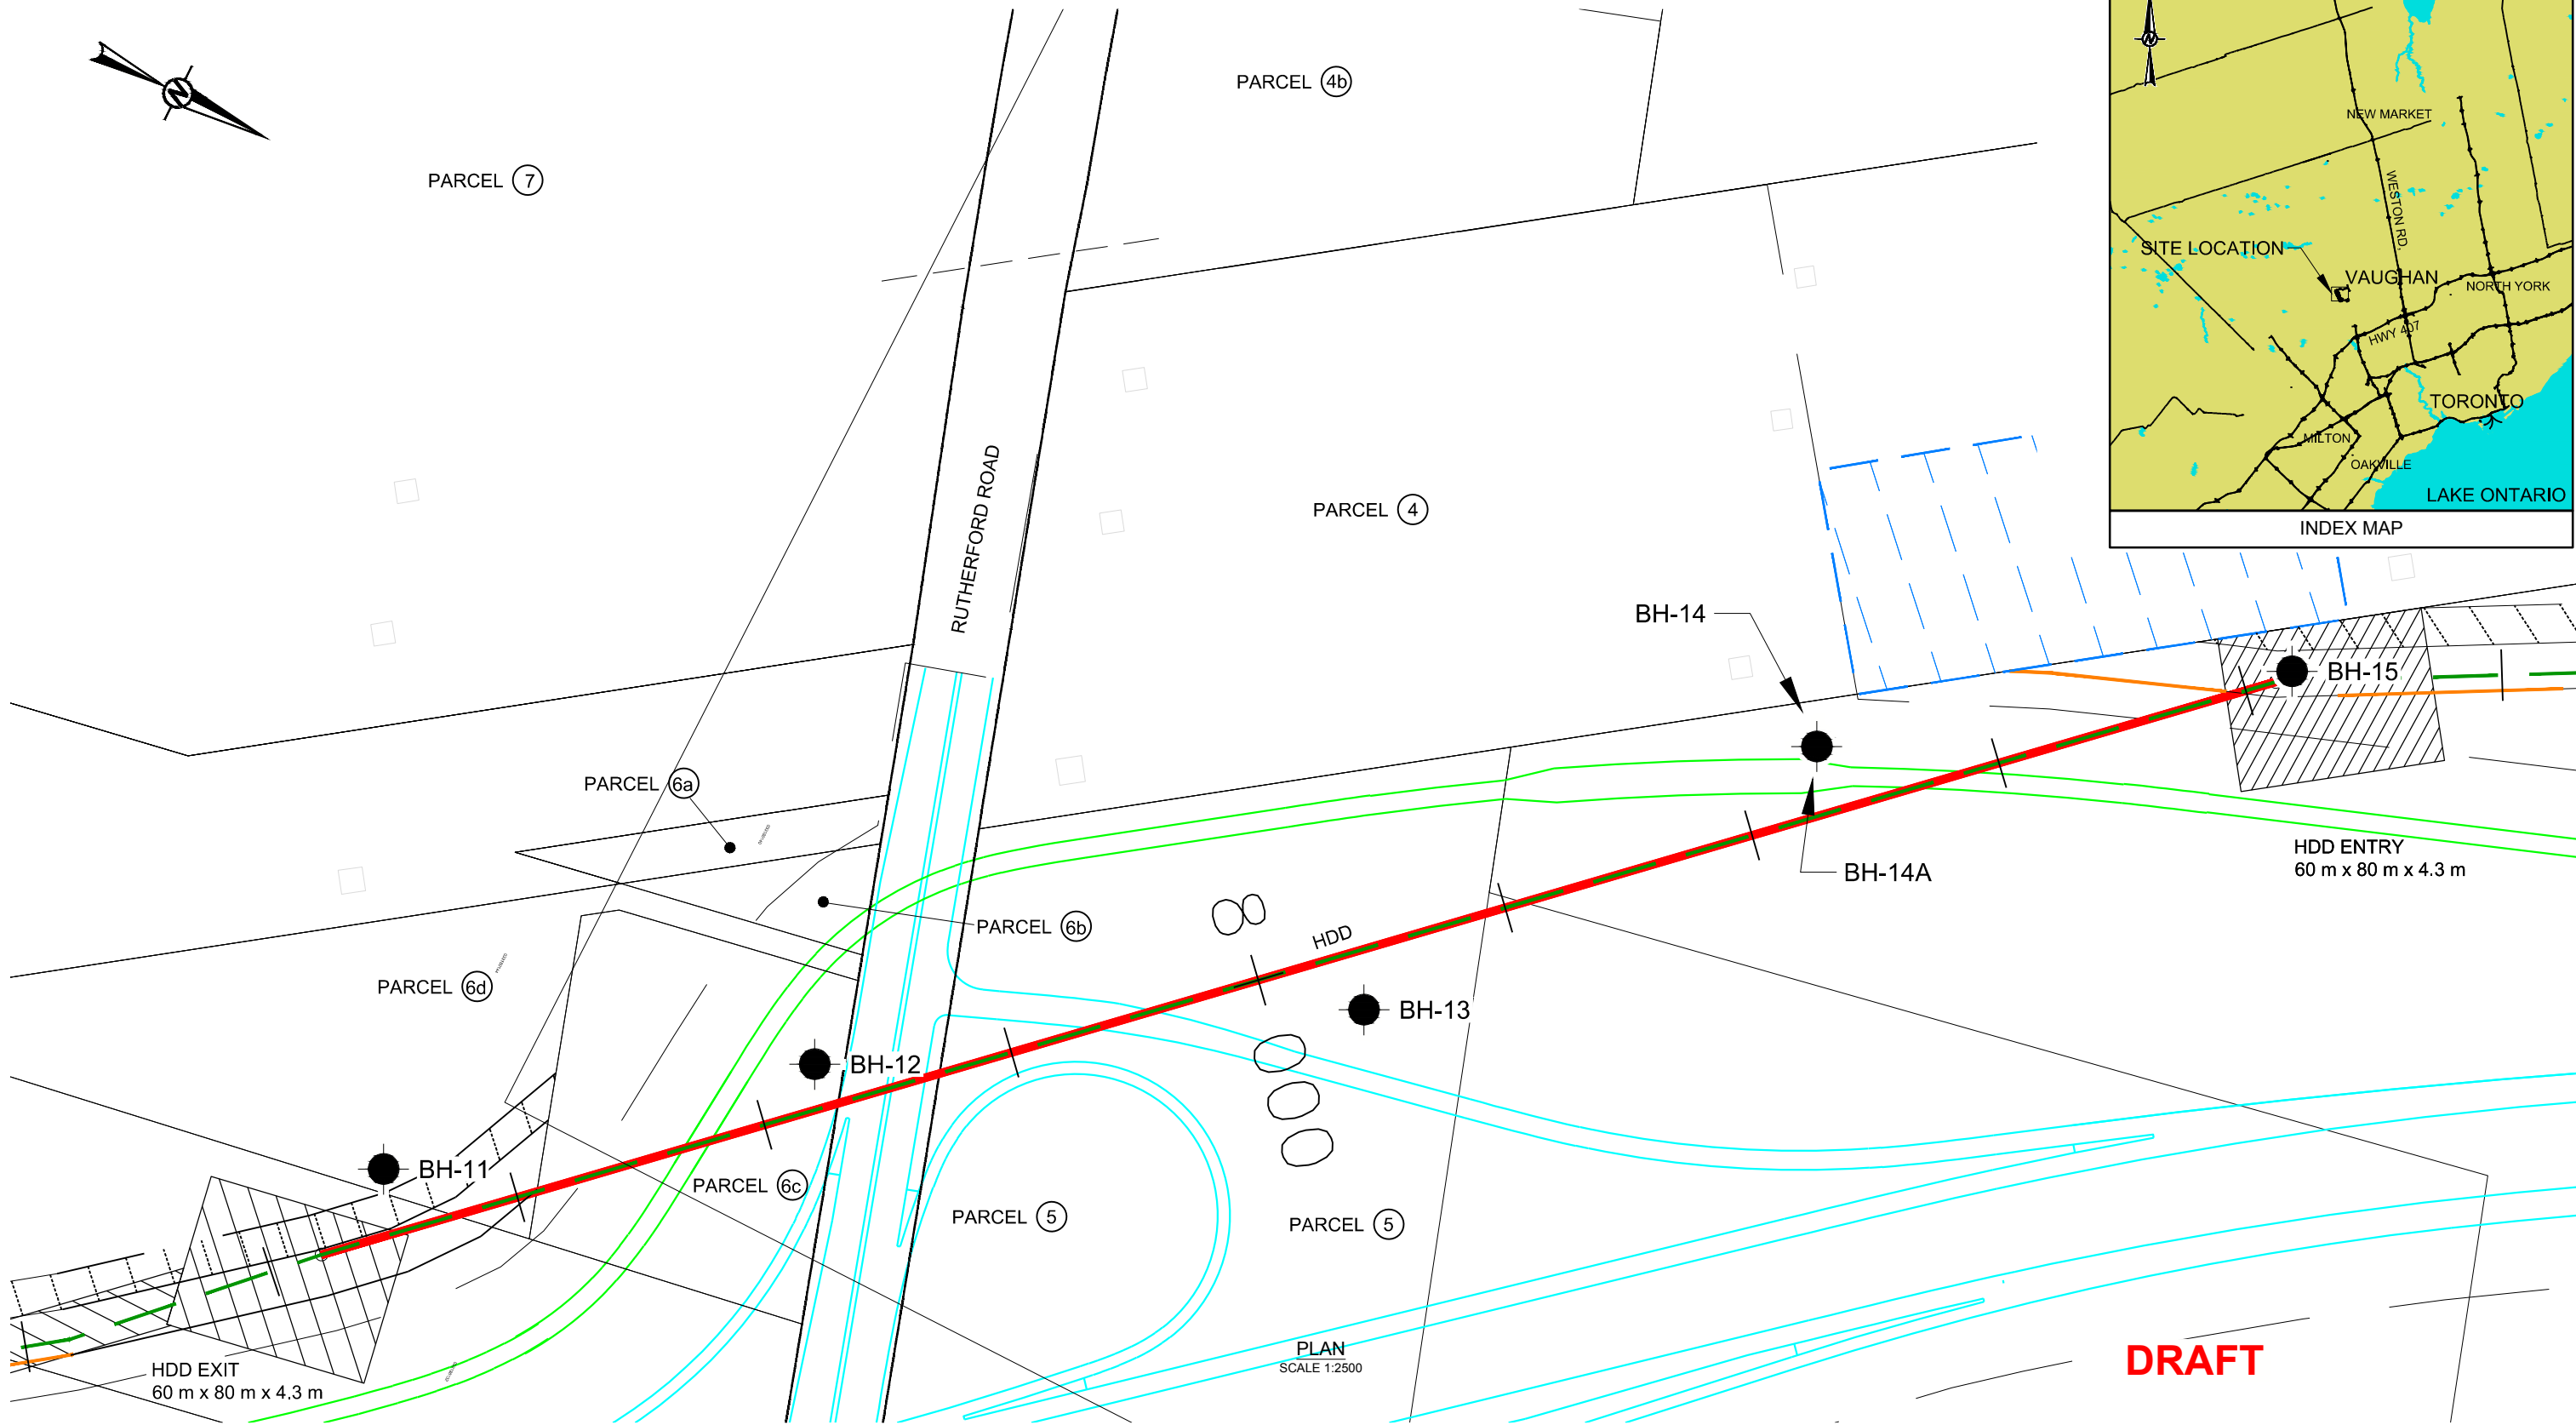 N
PARCEL 4b
PARCEL 7
N
NEW MARKET
WESTON RD,
SITE LOCATION
VAUGHAN
NORTH YORK
HWY 407
TORONTO
MILTON
OAKVILLE
LAKE ONTARIO
INDEX MAP
RUTHERFORD ROAD
PARCEL 4
BH-14
BH-15
PARCEL 6a
BH-14A
HDD ENTRY
60 m x 80 m x 4.3 m
PARCEL 6b
HDD
PARCEL 6d
BH-13
BH-12
BH-11
PARCEL 6c
PARCEL 5
PARCEL 5
PLAN
SCALE 1:2500
HDD EXIT
60 m x 80 m x 4.3 m
DRAFT